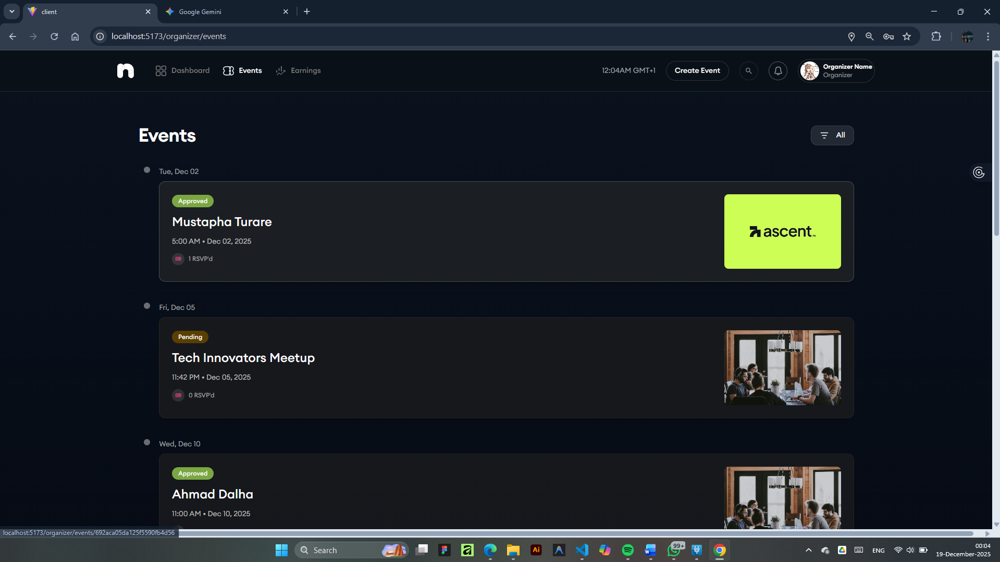 client
Google Gemini
localhost:5173/organizer/events
n
Dashboard
Events
Earnings
12:04AM GMT+1
Create Event
Organizer Name
Organizer
Events
All
Tue, Dec 02
Approved
Mustapha Turare
5:00 AM • Dec 02, 2025
1 RSVP'd
ascent.™
Fri, Dec 05
Pending
Tech Innovators Meetup
11:42 PM • Dec 05, 2025
0 RSVP'd
Wed, Dec 10
Approved
Ahmad Dalha
11:00 AM • Dec 10, 2025
localhost:5173/organizer/events/692aca05da125f5590fb4d56
Search
Ai
W
99+
ENG
00:04
19-December-2025